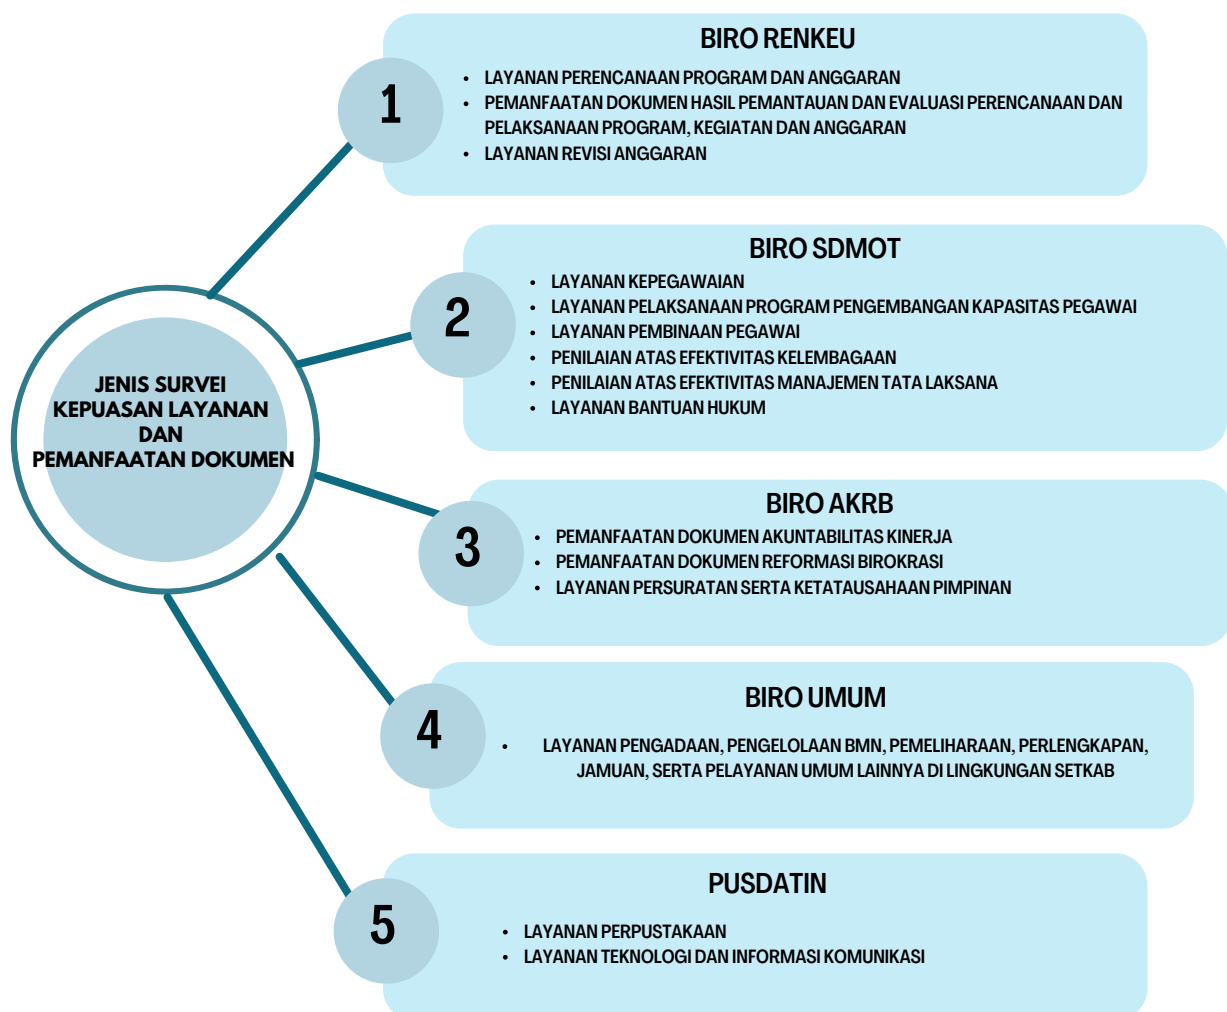 JENIS SURVEI
KEPUASAN LAYANAN
DAN
PEMANFAATAN DOKUMEN
1
BIRO RENKEU
• LAYANAN PERENCANAAN PROGRAM DAN ANGGARAN
• PEMANFAATAN DOKUMEN HASIL PEMANTAUAN DAN EVALUASI PERENCANAAN DAN
PELAKSANAAN PROGRAM, KEGIATAN DAN ANGGARAN
• LAYANAN REVISI ANGGARAN
2
BIRO SDMOT
• LAYANAN KEPEGAWAIAN
• LAYANAN PELAKSANAAN PROGRAM PENGEMBANGAN KAPASITAS PEGAWAI
• LAYANAN PEMBINAAN PEGAWAI
• PENILAIAN ATAS EFEKTIVITAS KELEMBAGAAN
• PENILAIAN ATAS EFEKTIVITAS MANAJEMEN TATA LAKSANA
• LAYANAN BANTUAN HUKUM
3
BIRO AKRB
• PEMANFAATAN DOKUMEN AKUNTABILITAS KINERJA
• PEMANFAATAN DOKUMEN REFORMASI BIROKRASI
• LAYANAN PERSURATAN SERTA KETATAUSAHAAN PIMPINAN
4
BIRO UMUM
• LAYANAN PENGADAAN, PENGELOLAAN BMN, PEMELIHARAAN, PERLENGKAPAN,
JAMUAN, SERTA PELAYANAN UMUM LAINNYA DI LINGKUNGAN SETKAB
5
PUSDATIN
• LAYANAN PERPUSTAKAAN
• LAYANAN TEKNOLOGI DAN INFORMASI KOMUNIKASI